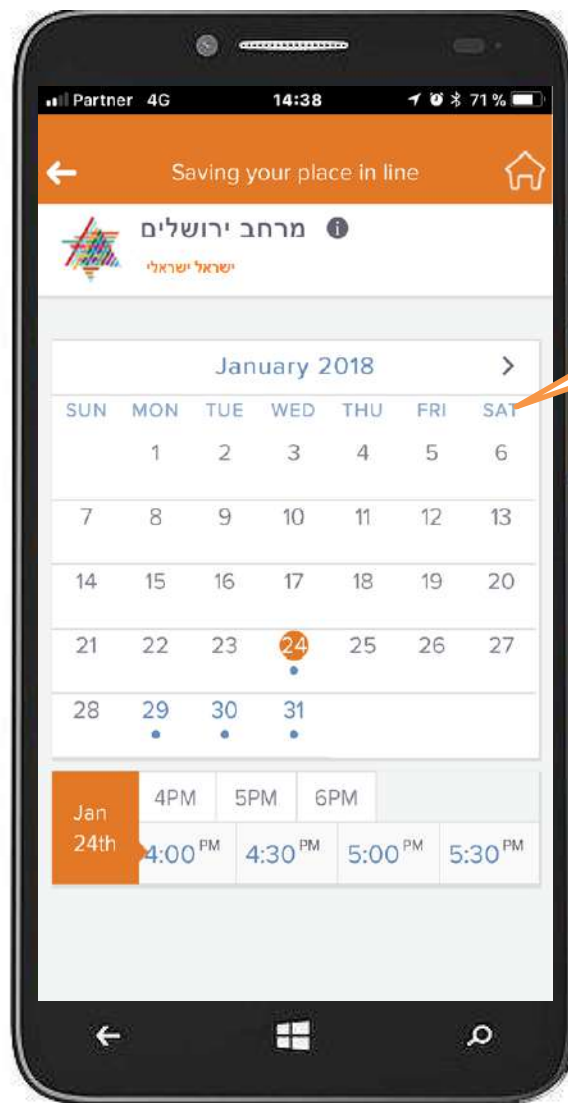 Partner 4G 14:38 71 %
Saving your place in line
מרחב ירושלים
ישראל ישראלי
January 2018
SUN MON TUE WED THU FRI SAT
1 2 3 4 5 6
7 8 9 10 11 12 13
14 15 16 17 18 19 20
21 22 23 24 25 26 27
28 29 30 31
Jan 24th
4PM 5PM 6PM
4:00 PM 4:30 PM 5:00 PM 5:30 PM